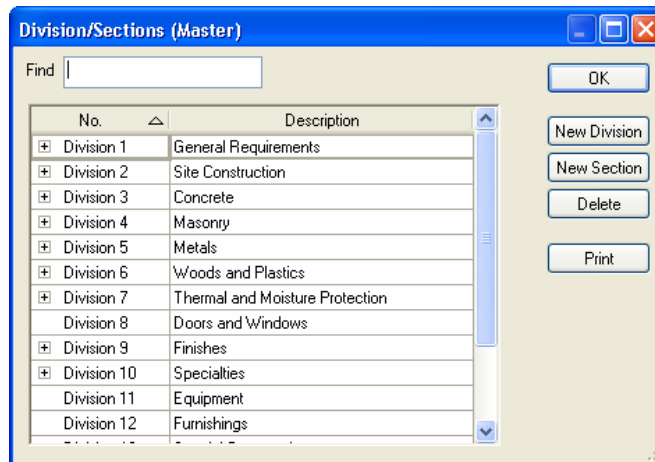 Division/Sections (Master)
Find
OK
No. Description
New Division
Division 1 General Requirements
New Section
Division 2 Site Construction
Division 3 Concrete
Delete
Division 4 Masonry
Division 5 Metals
Print
Division 6 Woods and Plastics
Division 7 Thermal and Moisture Protection
Division 8 Doors and Windows
Division 9 Finishes
Division 10 Specialties
Division 11 Equipment
Division 12 Furnishings